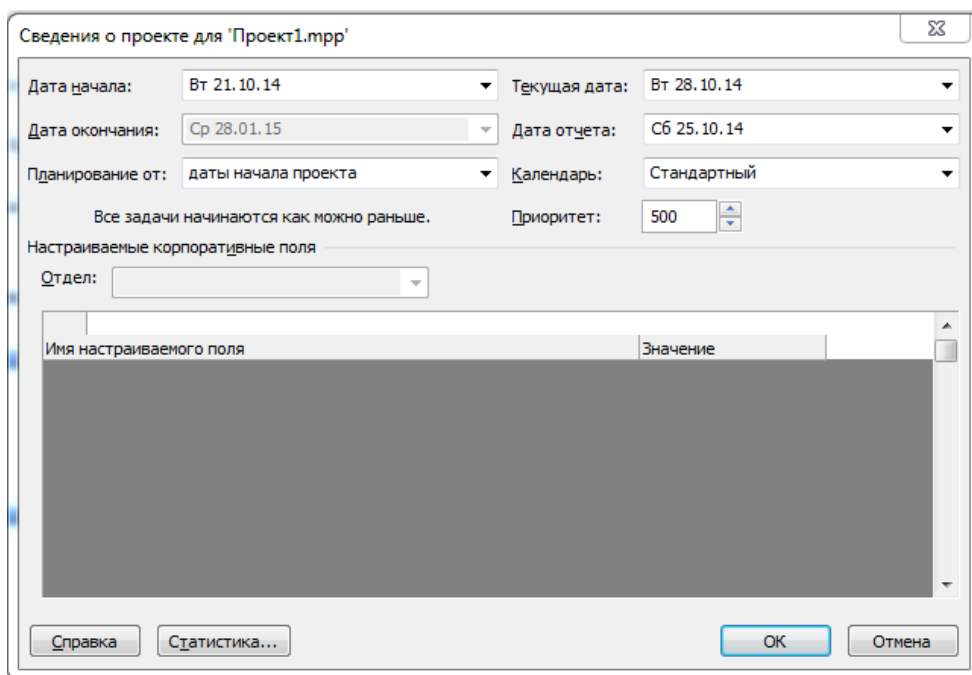 Сведения о проекте для 'Проект1.mpp'
Дата начала: Вт 21.10.14 Текущая дата: Вт 28.10.14
Дата окончания: Ср 28.01.15 Дата отчета: Сб 25.10.14
Планирование от: даты начала проекта Календарь: Стандартный
Все задачи начинаются как можно раньше. Приоритет: 500
Настраиваемые корпоративные поля
Отдел:
Имя настраиваемого поля Значение
Справка Статистика... ОК Отмена